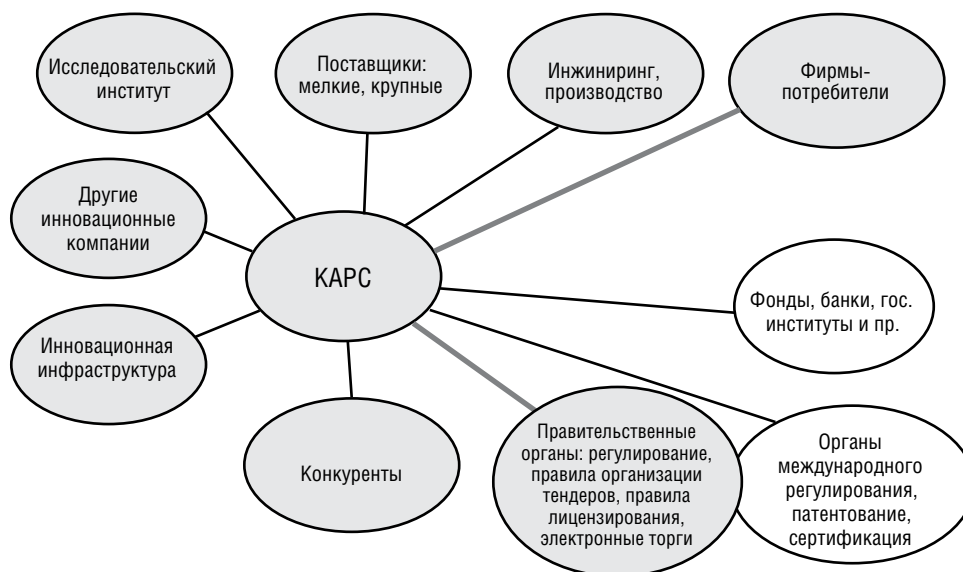 Исследовательский
институт
Поставщики:
мелкие, крупные
Инжиниринг,
производство
Фирмы-
потребители
Другие
инновационные
компании
КАРС
Фонды, банки, гос.
институты и пр.
Инновационная
инфраструктура
Конкуренты
Правительственные
органы: регулирование,
правила организации
тендеров, правила
лицензирования,
электронные торги
Органы
международного
регулирования,
патентование,
сертификация